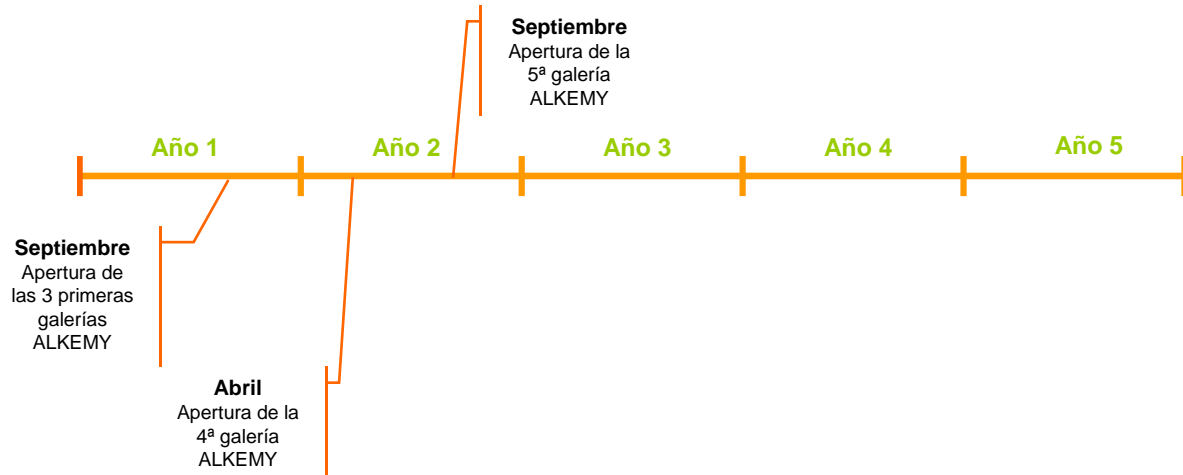 Septiembre
Apertura de la
5ª galería
ALKEMY
Año 1
Año 2
Año 3
Año 4
Año 5
Septiembre
Apertura de
las 3 primeras
galerías
ALKEMY
Abril
Apertura de la
4ª galería
ALKEMY